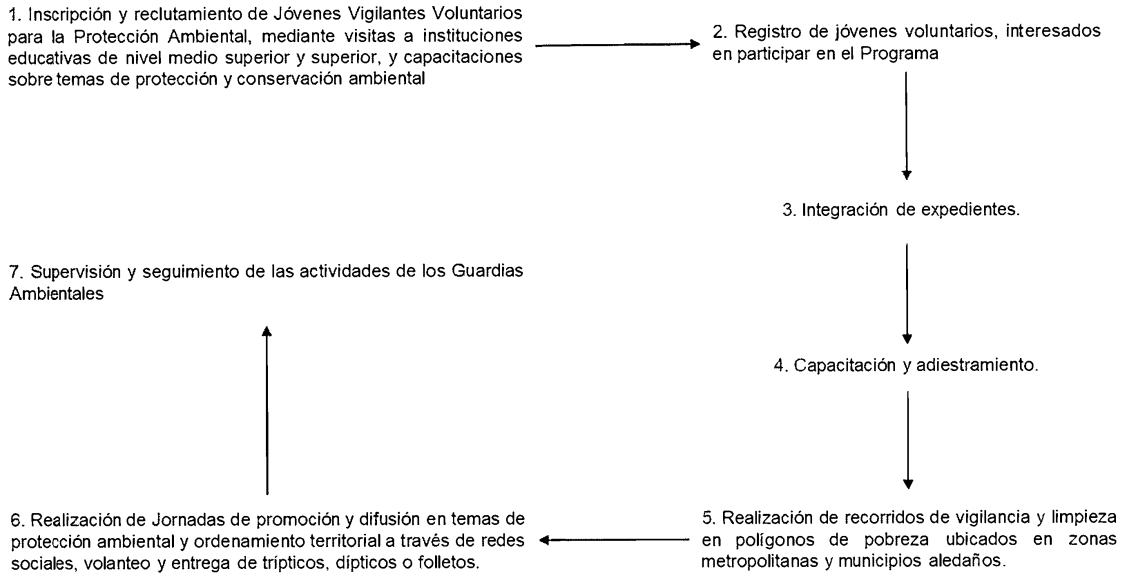 1. Inscripción y reclutamiento de Jóvenes Vigilantes Voluntarios
para la Protección Ambiental, mediante visitas a instituciones
educativas de nivel medio superior y superior, y capacitaciones
sobre temas de protección y conservación ambiental
2. Registro de jóvenes voluntarios, interesados
en participar en el Programa
3. Integración de expedientes.
4. Capacitación y adiestramiento.
5. Realización de recorridos de vigilancia y limpieza
en polígonos de pobreza ubicados en zonas
metropolitanas y municipios aledaños.
6. Realización de Jornadas de promoción y difusión en temas de
protección ambiental y ordenamiento territorial a través de redes
sociales, volanteo y entrega de trípticos, dípticos o folletos.
7. Supervisión y seguimiento de las actividades de los Guardias
Ambientales